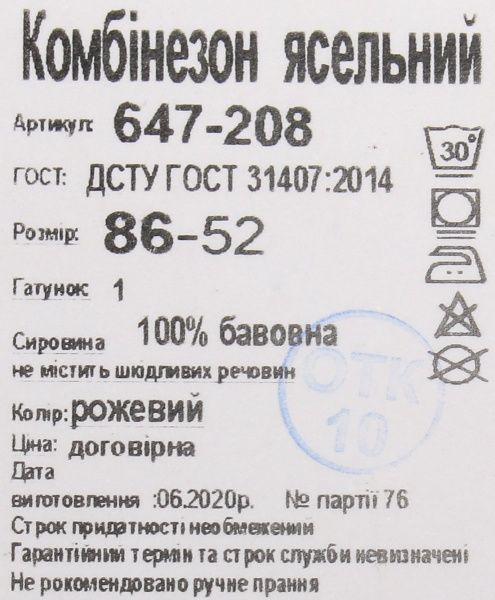 Комбінезон ясельний
Артикул: 647-208
30°
ГОСТ: ДСТУ ГОСТ 31407:2014
Розмір: 86-52
Гатунок: 1
Сировина 100% бавовна
не містить шкідливих речовин
ОТК
10
Колір: рожевий
Ціна: договірна
Дата
виготовлення :06.2020р. № партії 76
Строк придатності необмежений
Гарантійний термін та строк служби невизначені
Не рокомендовано ручне прання